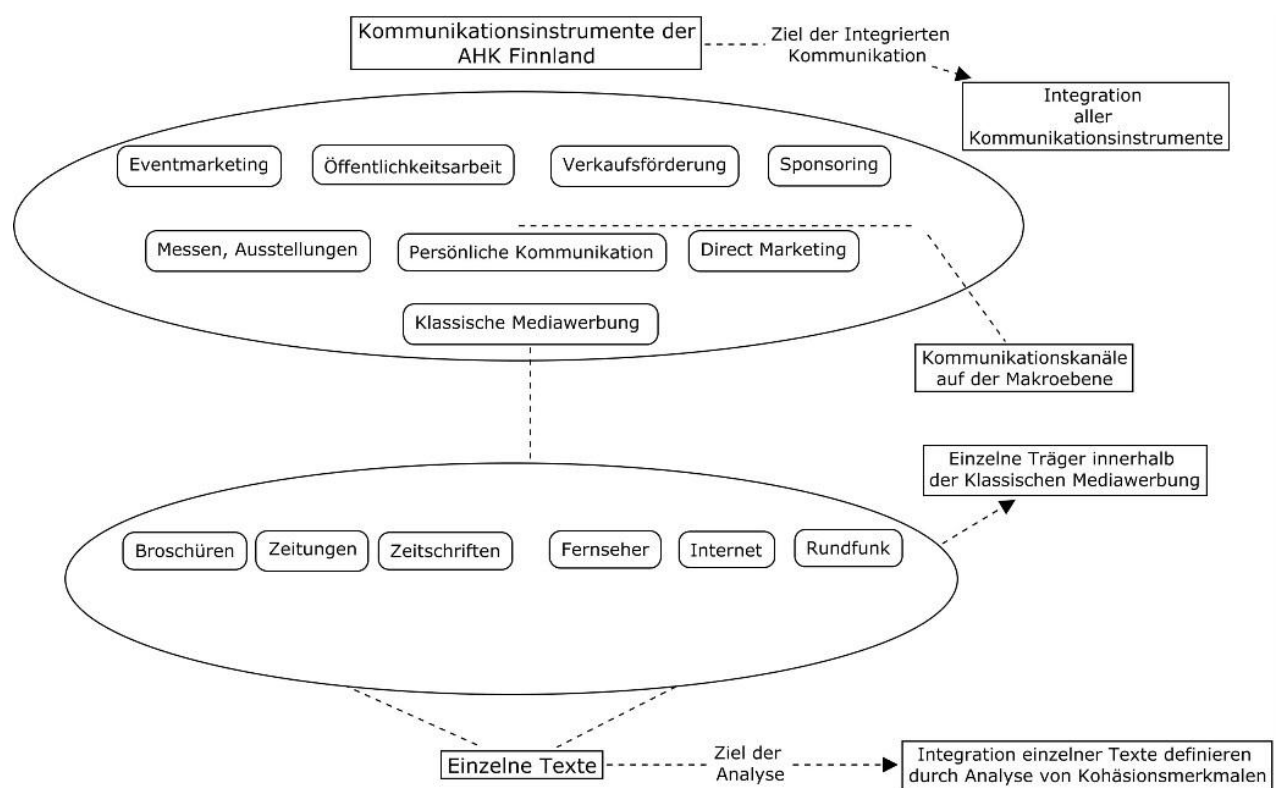 Kommunikationsinstrumente der
AHK Finnland
Ziel der Integrierten
Kommunikation
Integration
aller
Kommunikationsinstrumente
Eventmarketing
Öffentlichkeitsarbeit
Verkaufsförderung
Sponsoring
Messen, Ausstellungen
Persönliche Kommunikation
Direct Marketing
Klassische Mediawerbung
Kommunikationskanäle
auf der Makroebene
Einzelne Träger innerhalb
der Klassischen Mediawerbung
Broschüren
Zeitungen
Zeitschriften
Fernseher
Internet
Rundfunk
Einzelne Texte
Ziel der
Analyse
Integration einzelner Texte definieren
durch Analyse von Kohäsionsmerkmalen